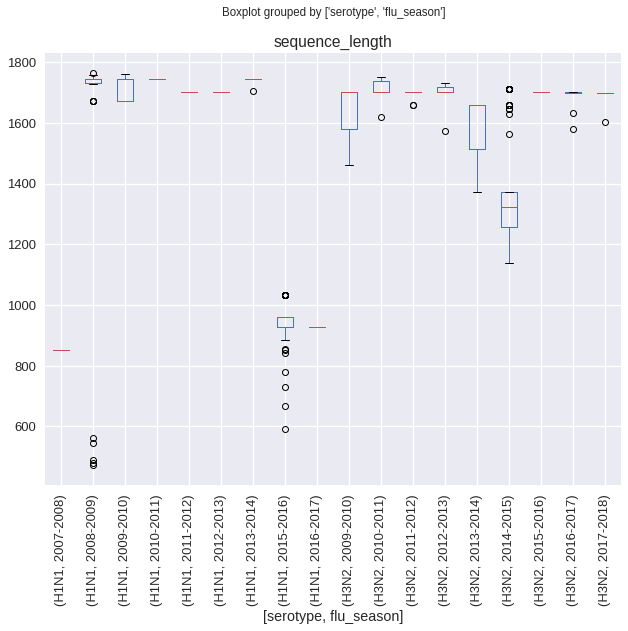 Boxplot grouped by ['serotype', 'flu_season']
sequence_length
1800
1600
1400
1200
1000
800
600
(H1N1, 2007-2008)
(H1N1, 2008-2009)
(H1N1, 2009-2010)
(H1N1, 2010-2011)
(H1N1, 2011-2012)
(H1N1, 2012-2013)
(H1N1, 2013-2014)
(H1N1, 2015-2016)
(H1N1, 2016-2017)
(H3N2, 2009-2010)
(H3N2, 2010-2011)
(H3N2, 2011-2012)
(H3N2, 2012-2013)
(H3N2, 2013-2014)
(H3N2, 2014-2015)
(H3N2, 2015-2016)
(H3N2, 2016-2017)
(H3N2, 2017-2018)
[serotype, flu_season]